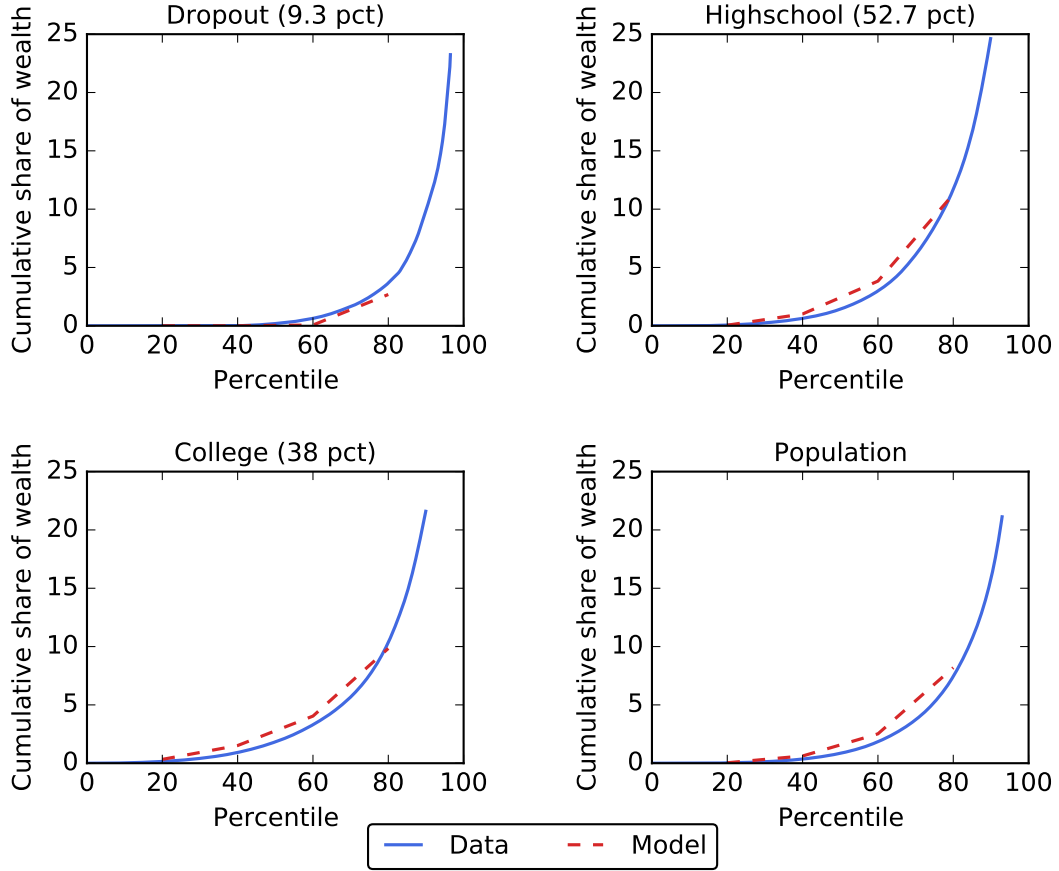 Dropout (9.3 pct)
Cumulative share of wealth
25
20
15
10
5
0
0 20 40 60 80 100
Percentile
Highschool (52.7 pct)
Cumulative share of wealth
25
20
15
10
5
0
0 20 40 60 80 100
Percentile
College (38 pct)
Cumulative share of wealth
25
20
15
10
5
0
0 20 40 60 80 100
Percentile
Population
Cumulative share of wealth
25
20
15
10
5
0
0 20 40 60 80 100
Percentile
Data Model